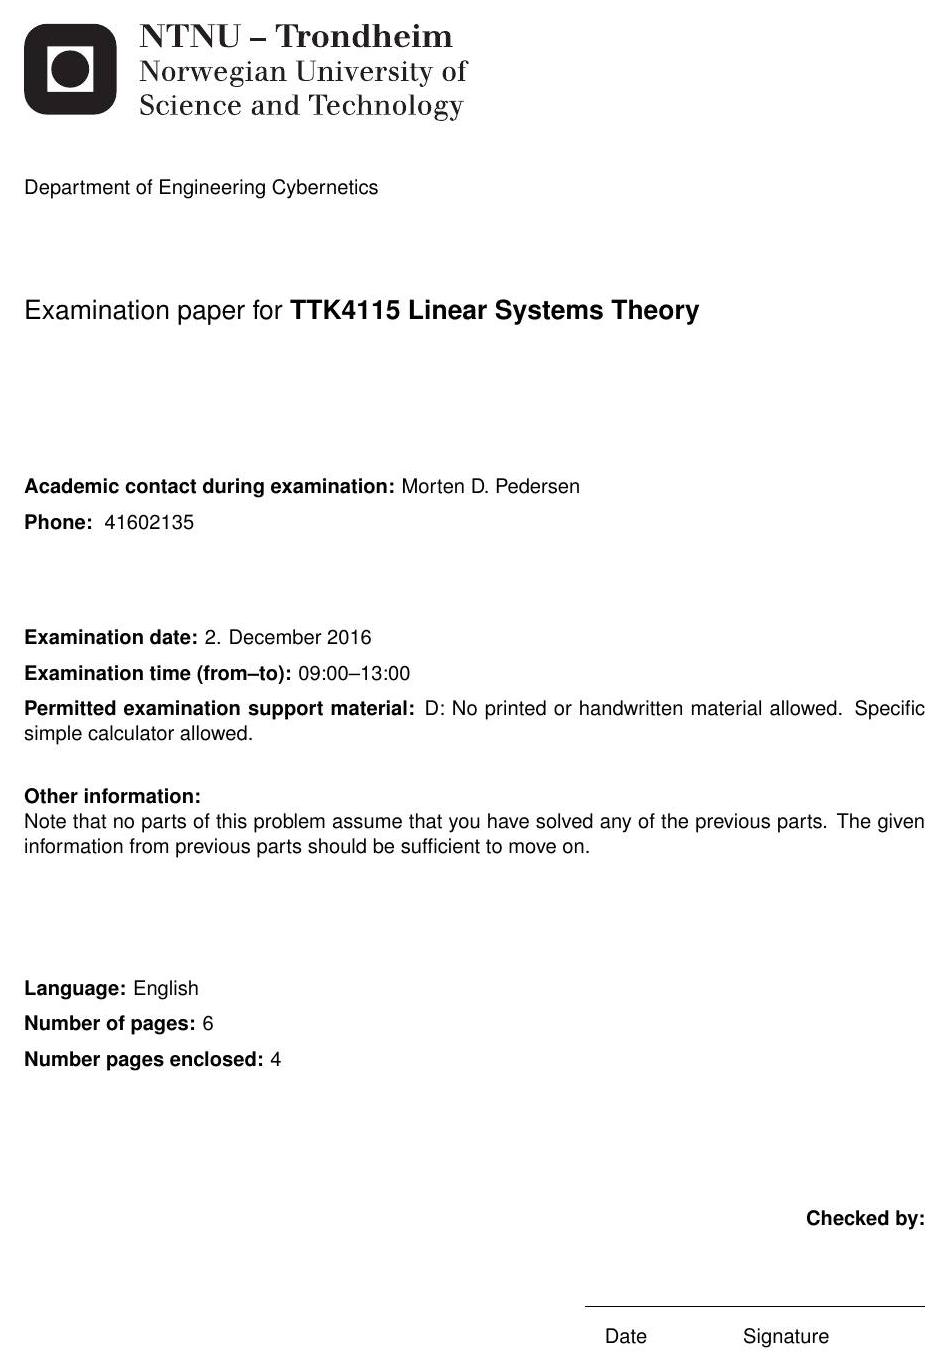 NTNU – Trondheim
Norwegian University of
Science and Technology
Department of Engineering Cybernetics
Examination paper for TTK4115 Linear Systems Theory
Academic contact during examination: Morten D. Pedersen
Phone: 41602135
Examination date: 2. December 2016
Examination time (from–to): 09:00–13:00
Permitted examination support material: D: No printed or handwritten material allowed. Specific
simple calculator allowed.
Other information:
Note that no parts of this problem assume that you have solved any of the previous parts. The given
information from previous parts should be sufficient to move on.
Language: English
Number of pages: 6
Number pages enclosed: 4
Checked by:
Date Signature